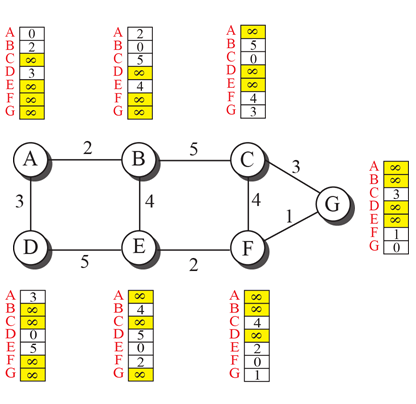 A 0
B 2
C ∞
D 3
E ∞
F ∞
G ∞
A 2
B 0
C 5
D ∞
E 4
F ∞
G ∞
A ∞
B 5
C 0
D ∞
E ∞
F 4
G 3
A
2
B
5
C
3
3
4
4
G
1
D
5
E
2
F
A ∞
B ∞
C 3
D ∞
E ∞
F 1
G 0
A 3
B ∞
C ∞
D 0
E 5
F ∞
G ∞
A ∞
B 4
C ∞
D 5
E 0
F 2
G ∞
A ∞
B ∞
C 4
D ∞
E 2
F 0
G 1